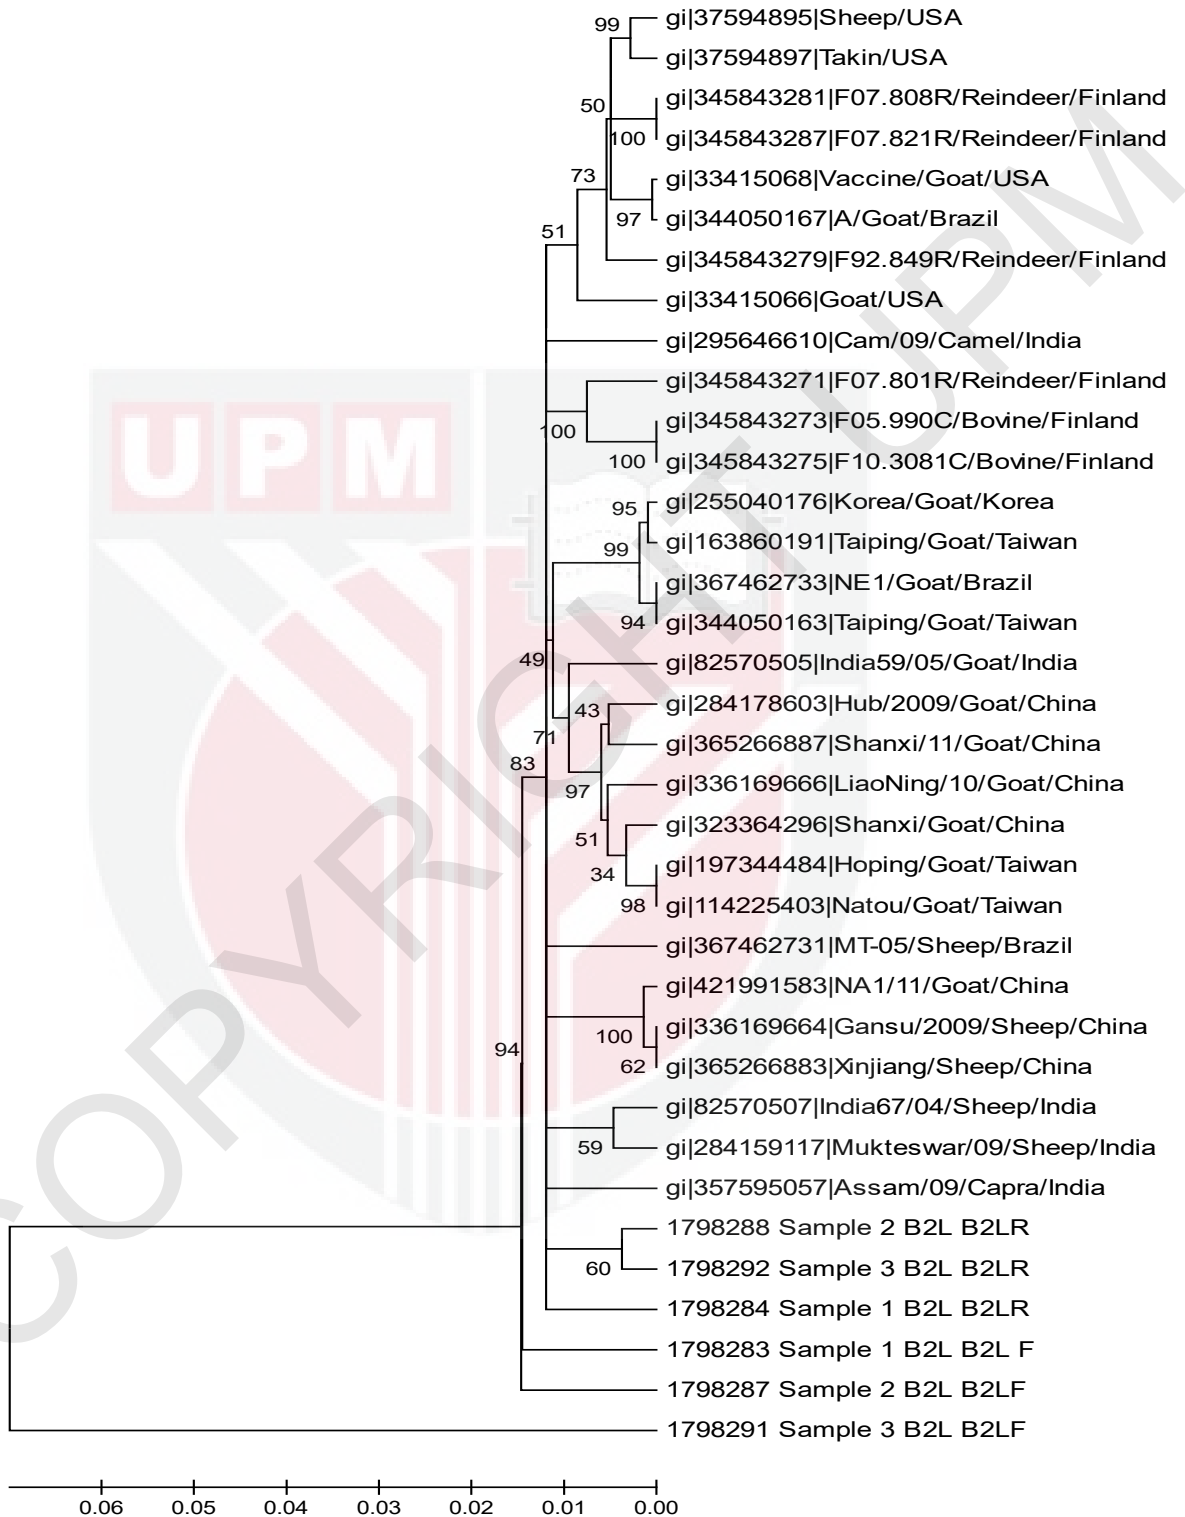 99
gi|37594895|Sheep/USA
gi|37594897|Takin/USA
gi|345843281|F07.808R/Reindeer/Finland
50
100
gi|345843287|F07.821R/Reindeer/Finland
73
gi|33415068|Vaccine/Goat/USA
97
gi|344050167|A/Goat/Brazil
51
gi|345843279|F92.849R/Reindeer/Finland
gi|33415066|Goat/USA
gi|295646610|Cam/09/Camel/India
gi|345843271|F07.801R/Reindeer/Finland
gi|345843273|F05.990C/Bovine/Finland
100
100
gi|345843275|F10.3081C/Bovine/Finland
95
gi|255040176|Korea/Goat/Korea
99
gi|163860191|Taiping/Goat/Taiwan
gi|367462733|NE1/Goat/Brazil
94
gi|344050163|Taiping/Goat/Taiwan
49
gi|82570505|India59/05/Goat/India
43
gi|284178603|Hub/2009/Goat/China
71
gi|365266887|Shanxi/11/Goat/China
83
97
gi|336169666|LiaoNing/10/Goat/China
gi|323364296|Shanxi/Goat/China
51
34
gi|197344484|Hoping/Goat/Taiwan
98
gi|114225403|Natou/Goat/Taiwan
gi|367462731|MT-05/Sheep/Brazil
gi|421991583|NA1/11/Goat/China
100
gi|336169664|Gansu/2009/Sheep/China
94
62
gi|365266883|Xinjiang/Sheep/China
gi|82570507|India67/04/Sheep/India
59
gi|284159117|Mukteswar/09/Sheep/India
gi|357595057|Assam/09/Capra/India
1798288 Sample 2 B2L B2LR
60
1798292 Sample 3 B2L B2LR
1798284 Sample 1 B2L B2LR
1798283 Sample 1 B2L B2L F
1798287 Sample 2 B2L B2LF
1798291 Sample 3 B2L B2LF
0.06 0.05 0.04 0.03 0.02 0.01 0.00
UPM
COPYRIGHT UPM